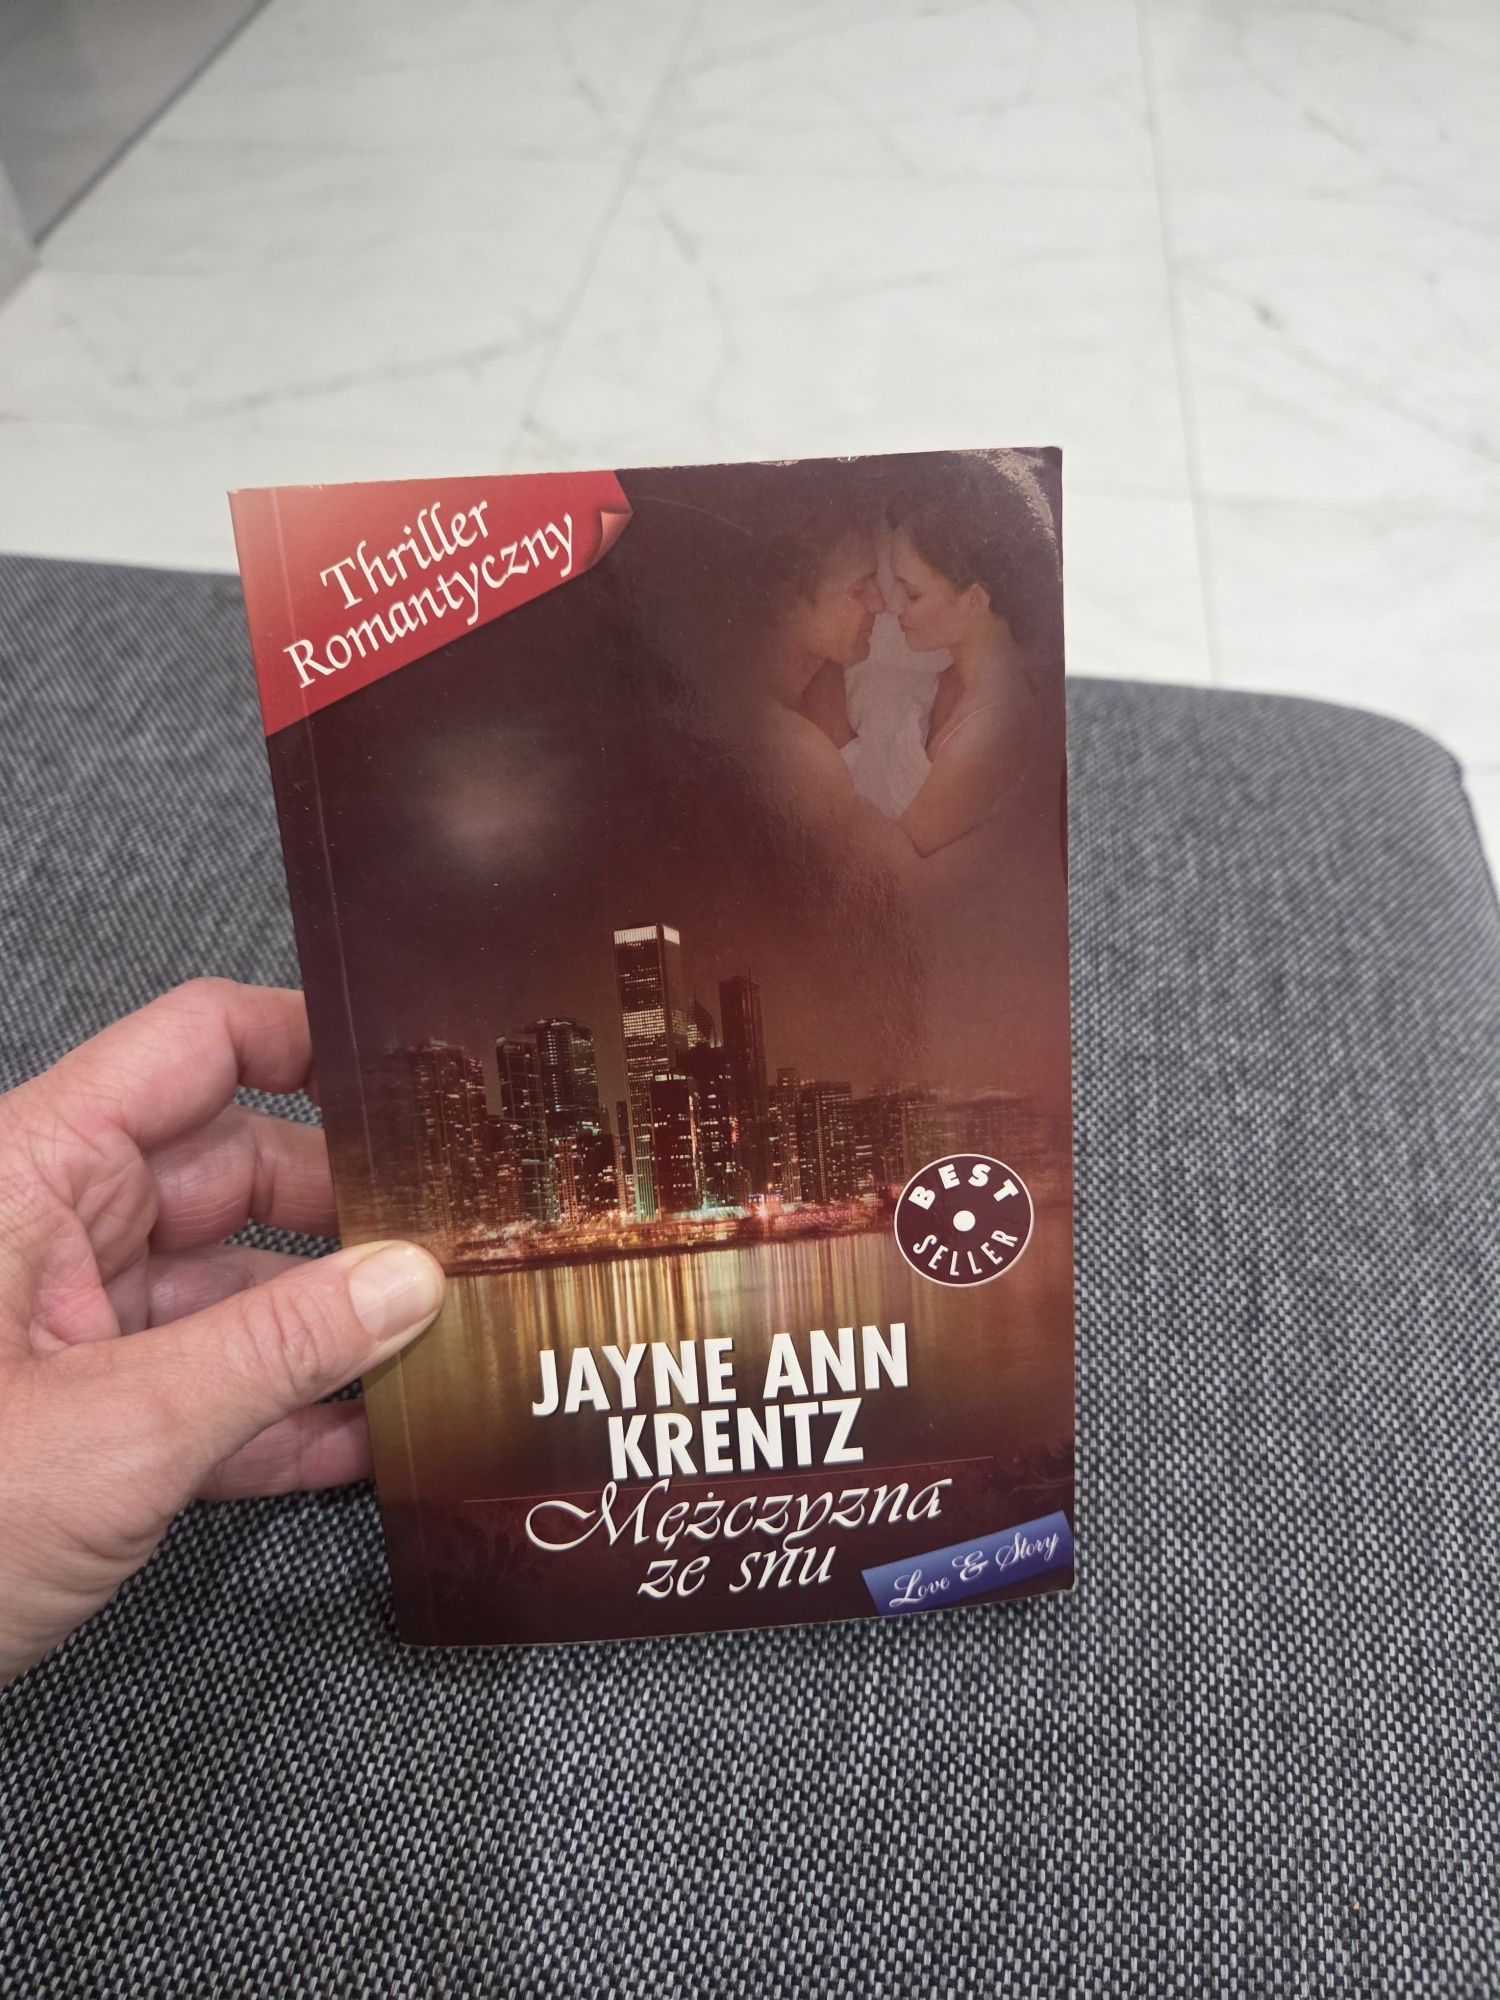 Thriller
Romantyczny
BEST
SELLER
JAYNE ANN
KRENTZ
Mężczyzna
ze snu
Love & Story